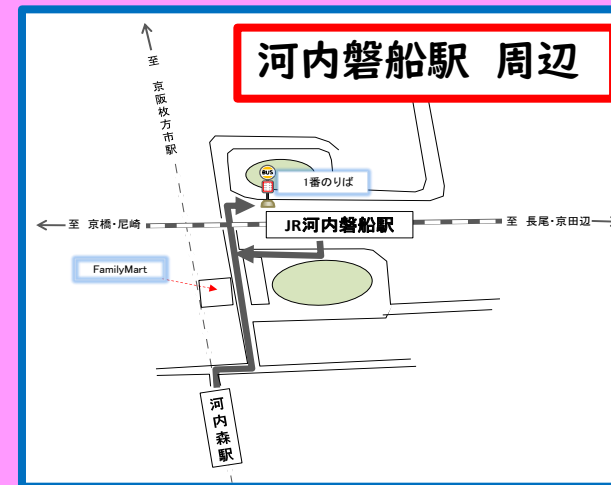 河内磐船駅 周辺
至 京阪枚方市駅
BUS
1番のりば
至 京橋・尼崎
JR河内磐船駅
至 長尾・京田辺
FamilyMart
河内森駅